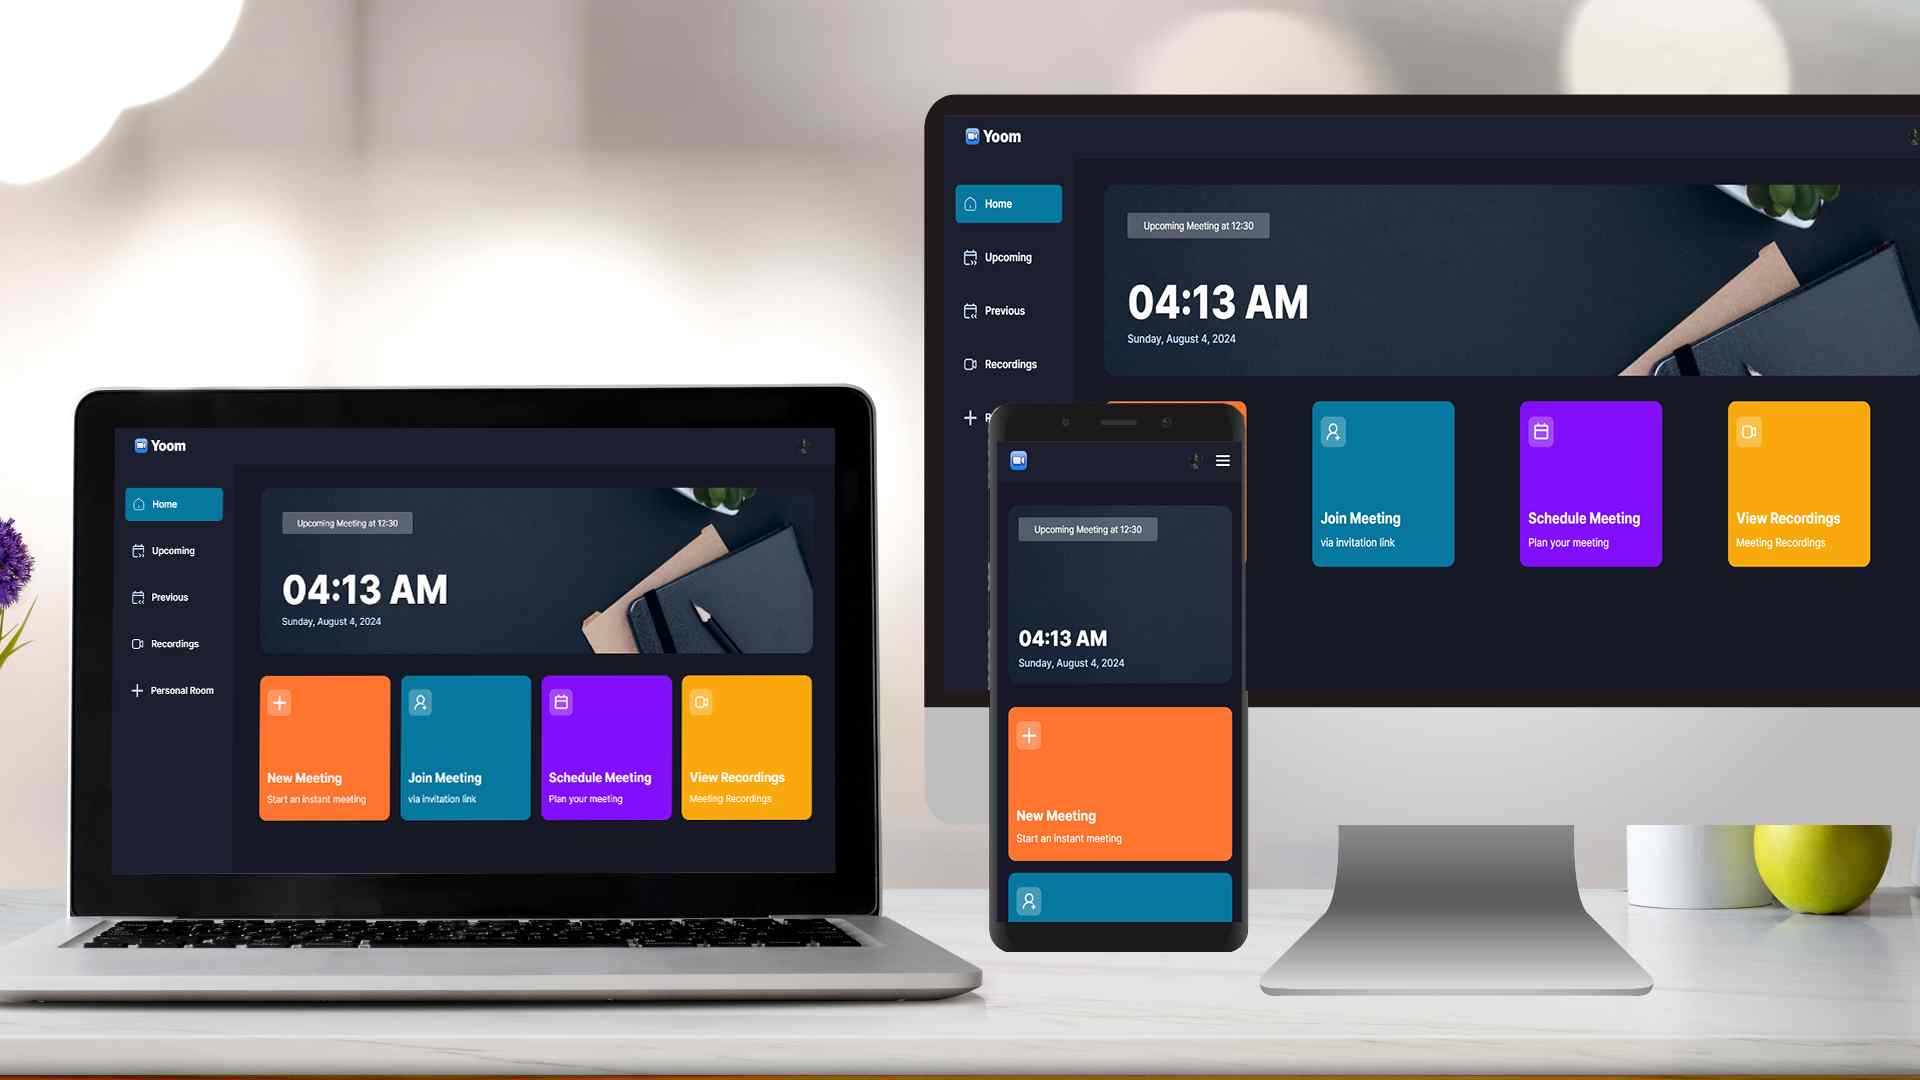 Yoom
Home
Upcoming
Previous
Recordings
Personal Room
Upcoming Meeting at 12:30
04:13 AM
Sunday, August 4, 2024
New Meeting
Start an instant meeting
Join Meeting
via invitation link
Schedule Meeting
Plan your meeting
View Recordings
Meeting Recordings
Upcoming Meeting at 12:30
04:13 AM
Sunday, August 4, 2024
New Meeting
Start an instant meeting
Yoom
Home
Upcoming
Previous
Recordings
Upcoming Meeting at 12:30
04:13 AM
Sunday, August 4, 2024
Join Meeting
via invitation link
Schedule Meeting
Plan your meeting
View Recordings
Meeting Recordings